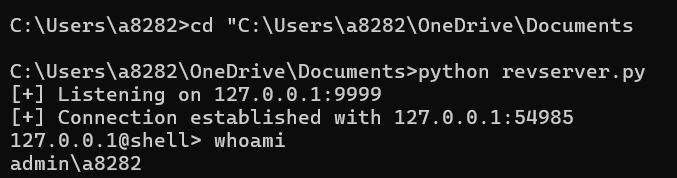 C:\Users\a8282>cd "C:\Users\a8282\OneDrive\Documents
C:\Users\a8282\OneDrive\Documents>python revserver.py
[+] Listening on 127.0.0.1:9999
[+] Connection established with 127.0.0.1:54985
127.0.0.1@shell> whoami
admin\a8282